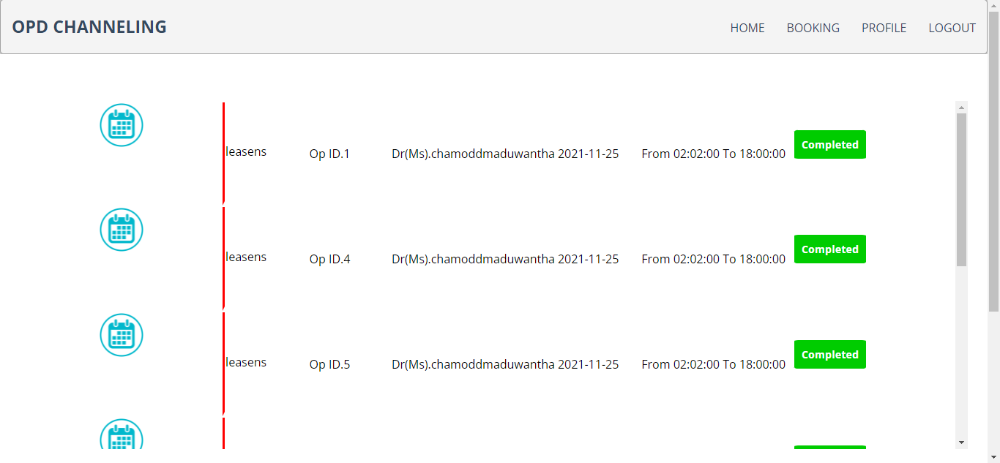 OPD CHANNELING
HOME BOOKING PROFILE LOGOUT
leasens Op ID.1 Dr(Ms).chamoddmaduwantha 2021-11-25 From 02:02:00 To 18:00:00 Completed
leasens Op ID.4 Dr(Ms).chamoddmaduwantha 2021-11-25 From 02:02:00 To 18:00:00 Completed
leasens Op ID.5 Dr(Ms).chamoddmaduwantha 2021-11-25 From 02:02:00 To 18:00:00 Completed